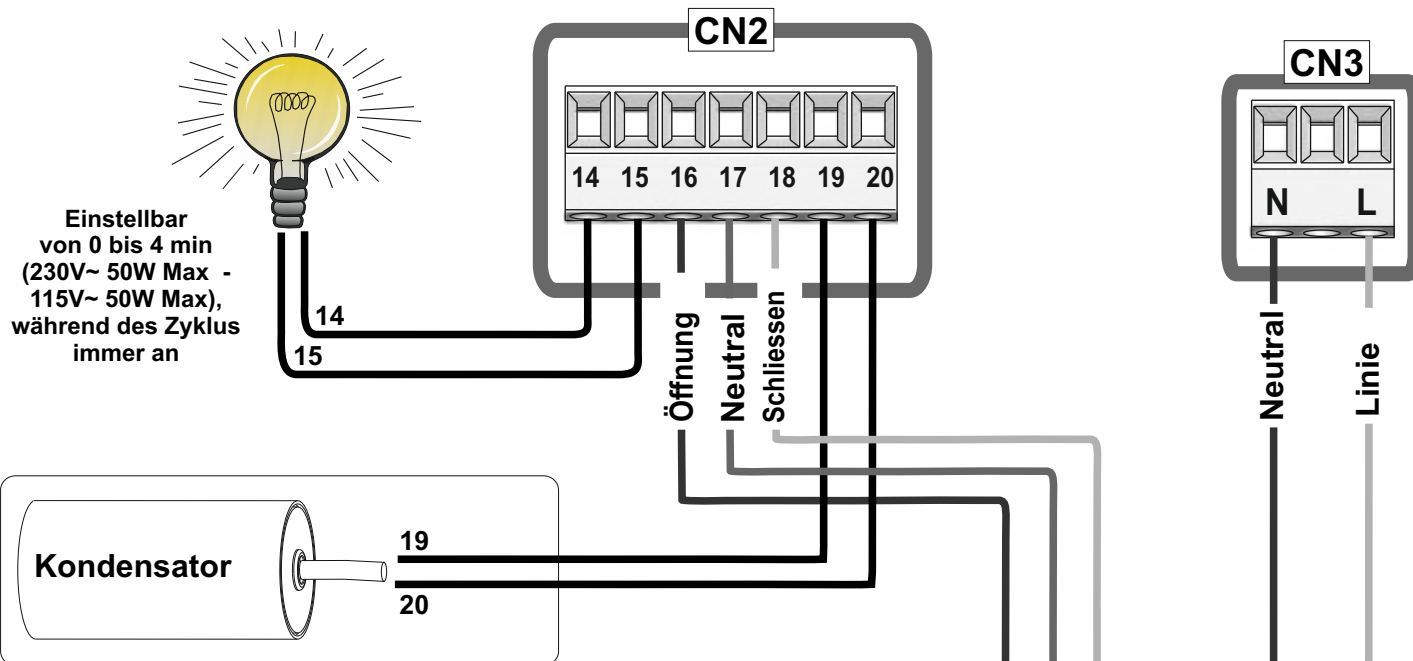 CN2
CN3
14 15 16 17 18 19 20
N L
Einstellbar
von 0 bis 4 min
(230V~ 50W Max -
115V~ 50W Max),
während des Zyklus
immer an
14
15
Öffnung
Neutral
Schliessen
Neutral
Linie
Kondensator
19
20